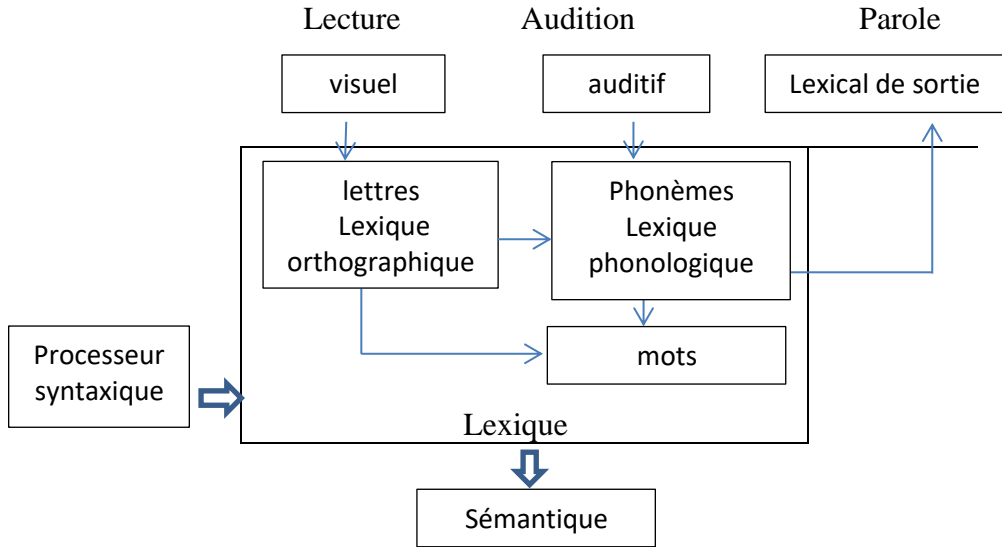 Lecture
Audition
Parole
visuel
auditif
Lexical de sortie
lettres
Lexique
orthographique
Phonèmes
Lexique
phonologique
mots
Processeur
syntaxique
Lexique
Sémantique